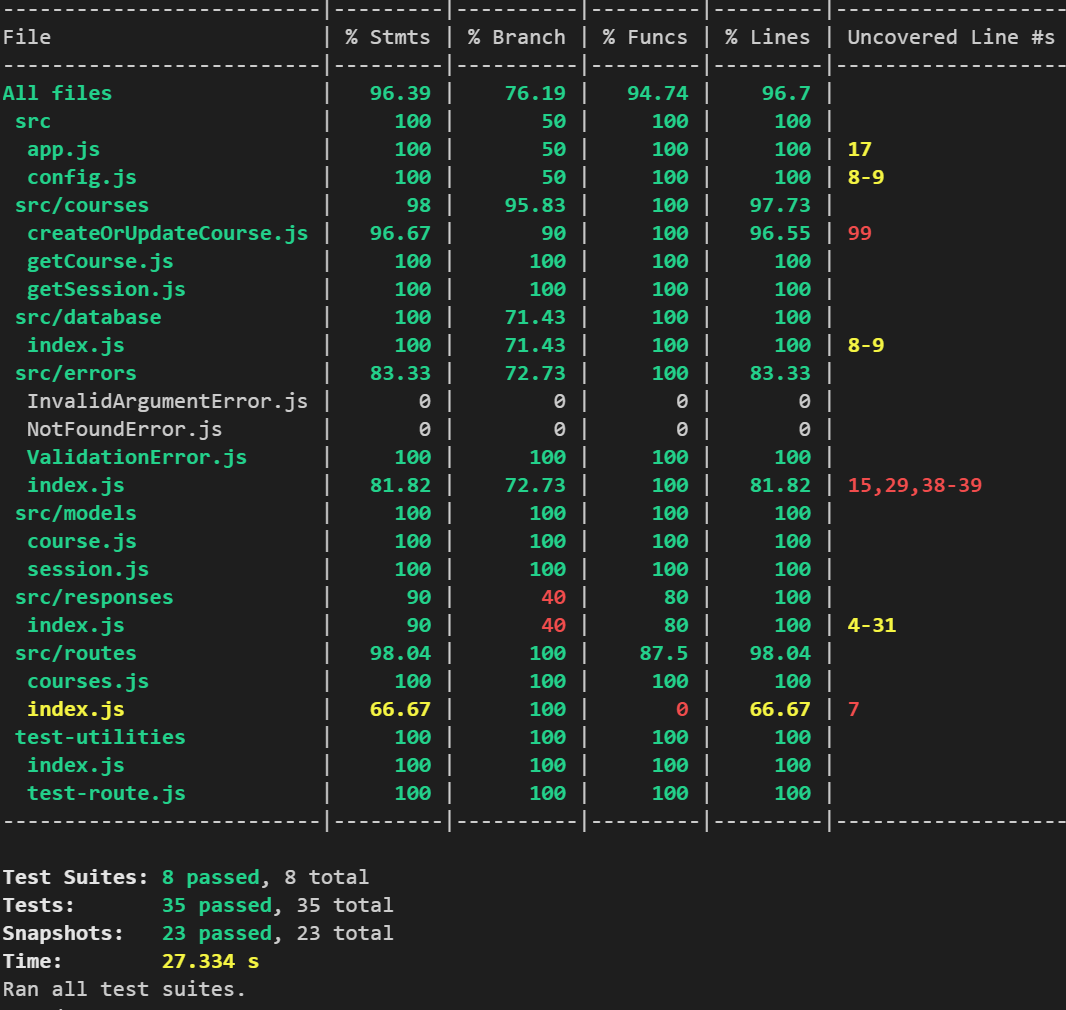 ---------------------------|---------|----------|---------|---------|-------------------
File                       | % Stmts | % Branch | % Funcs | % Lines | Uncovered Line #s
---------------------------|---------|----------|---------|---------|-------------------
All files                  |   96.39 |    76.19 |   94.74 |    96.7 |
 src                       |     100 |       50 |     100 |     100 |
  app.js                   |     100 |       50 |     100 |     100 | 17
  config.js                |     100 |       50 |     100 |     100 | 8-9
 src/courses               |      98 |    95.83 |     100 |   97.73 |
  createOrUpdateCourse.js  |   96.67 |       90 |     100 |   96.55 | 99
  getCourse.js             |     100 |      100 |     100 |     100 |
  getSession.js            |     100 |      100 |     100 |     100 |
 src/database              |     100 |    71.43 |     100 |     100 |
  index.js                 |     100 |    71.43 |     100 |     100 | 8-9
 src/errors                |   83.33 |    72.73 |     100 |   83.33 |
  InvalidArgumentError.js  |       0 |        0 |       0 |       0 |
  NotFoundError.js         |       0 |        0 |       0 |       0 |
  ValidationError.js       |     100 |      100 |     100 |     100 |
  index.js                 |   81.82 |    72.73 |     100 |   81.82 | 15,29,38-39
 src/models                |     100 |      100 |     100 |     100 |
  course.js                |     100 |      100 |     100 |     100 |
  session.js               |     100 |      100 |     100 |     100 |
 src/responses             |      90 |       40 |      80 |     100 |
  index.js                 |      90 |       40 |      80 |     100 | 4-31
 src/routes                |   98.04 |      100 |    87.5 |   98.04 |
  courses.js               |     100 |      100 |     100 |     100 |
  index.js                 |   66.67 |      100 |       0 |   66.67 | 7
 test-utilities            |     100 |      100 |     100 |     100 |
  index.js                 |     100 |      100 |     100 |     100 |
  test-route.js            |     100 |      100 |     100 |     100 |
---------------------------|---------|----------|---------|---------|-------------------
Test Suites: 8 passed, 8 total
Tests:       35 passed, 35 total
Snapshots:   23 passed, 23 total
Time:        27.334 s
Ran all test suites.